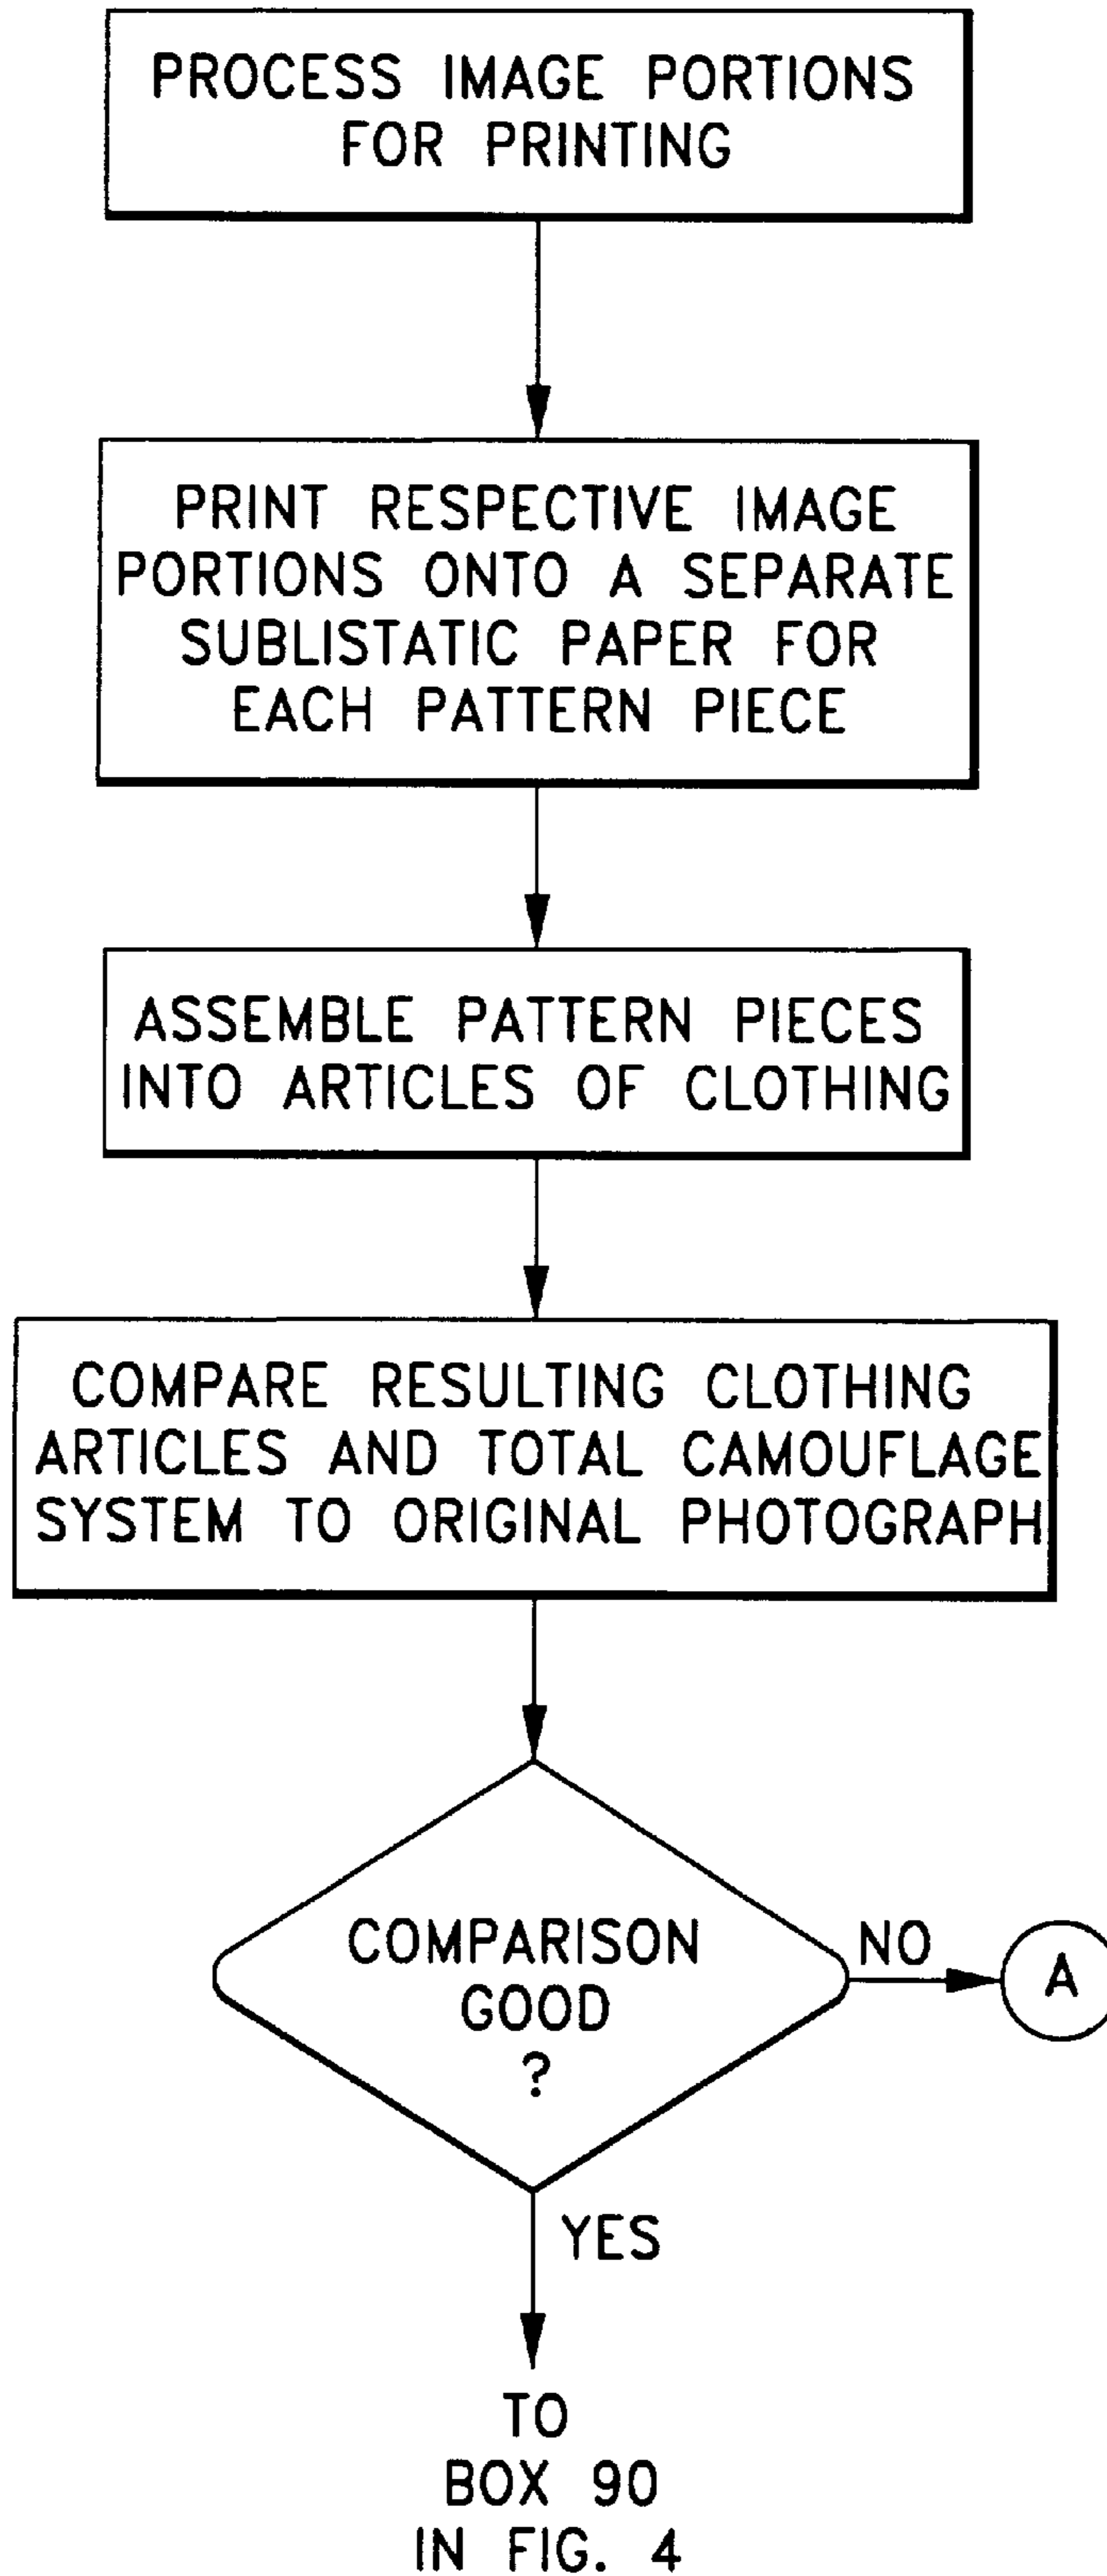 PROCESS IMAGE PORTIONS
FOR PRINTING
PRINT RESPECTIVE IMAGE
PORTIONS ONTO A SEPARATE
SUBLISTATIC PAPER FOR
EACH PATTERN PIECE
ASSEMBLE PATTERN PIECES
INTO ARTICLES OF CLOTHING
COMPARE RESULTING CLOTHING
ARTICLES AND TOTAL CAMOUFLAGE
SYSTEM TO ORIGINAL PHOTOGRAPH
COMPARISON
GOOD
?
NO
A
YES
TO
BOX 90
IN FIG. 4